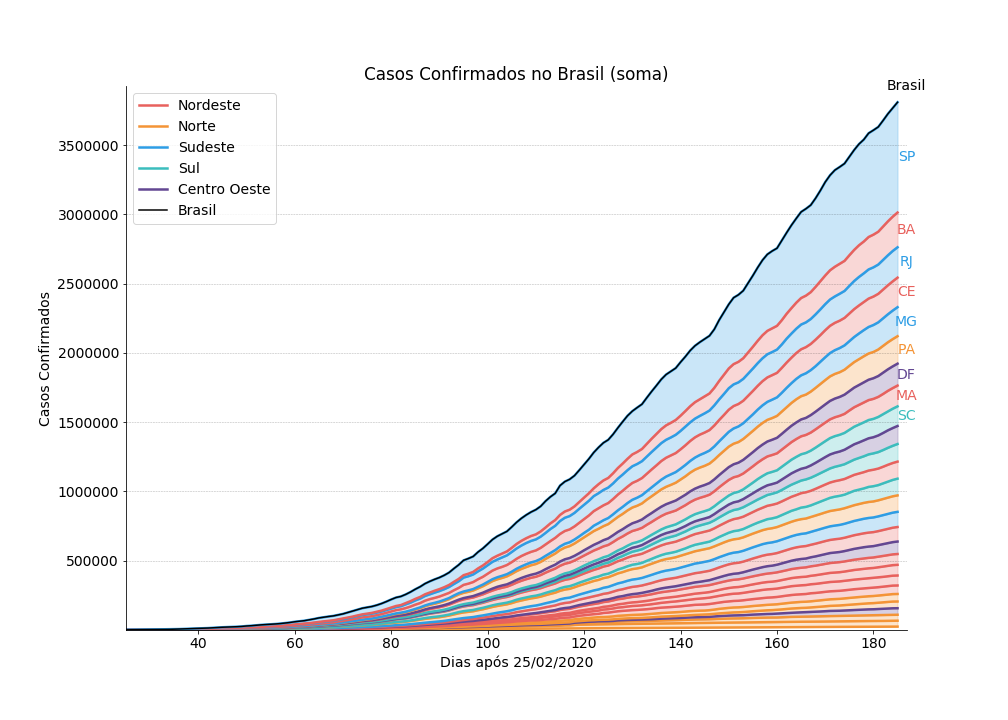 Casos Confirmados no Brasil (soma)
Brasil
Nordeste
Norte
Sudeste
Sul
Centro Oeste
Brasil
SP
BA
RJ
CE
MG
PA
DF
MA
SC
3500000
3000000
2500000
2000000
1500000
1000000
500000
Casos Confirmados
40 60 80 100 120 140 160 180
Dias após 25/02/2020